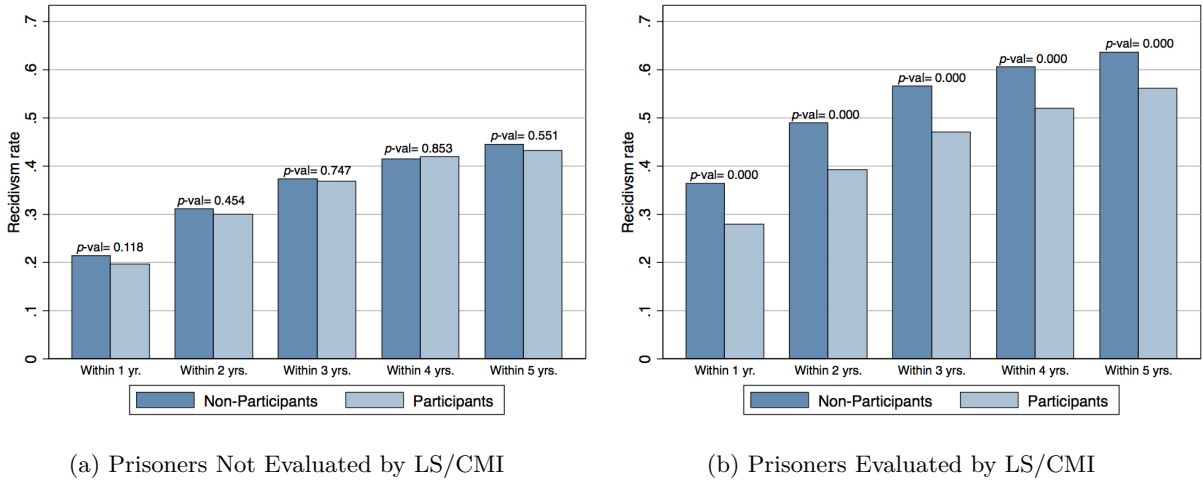 Recidivsm rate
.7
.6
.5
.4
.3
.2
.1
0
p-val= 0.118
p-val= 0.454
p-val= 0.747
p-val= 0.853
p-val= 0.551
Within 1 yr. Within 2 yrs. Within 3 yrs. Within 4 yrs. Within 5 yrs.
Non-Participants Participants
(a) Prisoners Not Evaluated by LS/CMI
Recidivsm rate
.7
.6
.5
.4
.3
.2
.1
0
p-val= 0.000
p-val= 0.000
p-val= 0.000
p-val= 0.000
p-val= 0.000
Within 1 yr. Within 2 yrs. Within 3 yrs. Within 4 yrs. Within 5 yrs.
Non-Participants Participants
(b) Prisoners Evaluated by LS/CMI